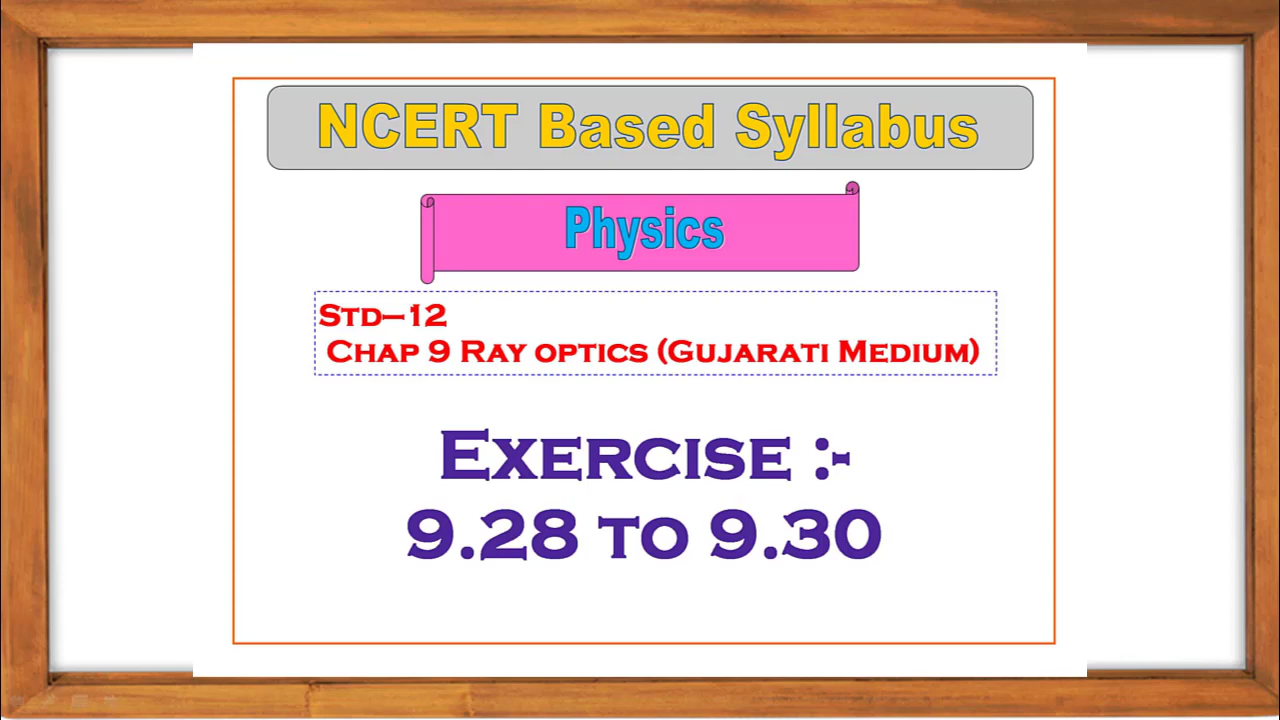 NCERT Based Syllabus
Physics
STD–12
CHAP 9 RAY OPTICS (GUJARATI MEDIUM)
EXERCISE :-
9.28 TO 9.30